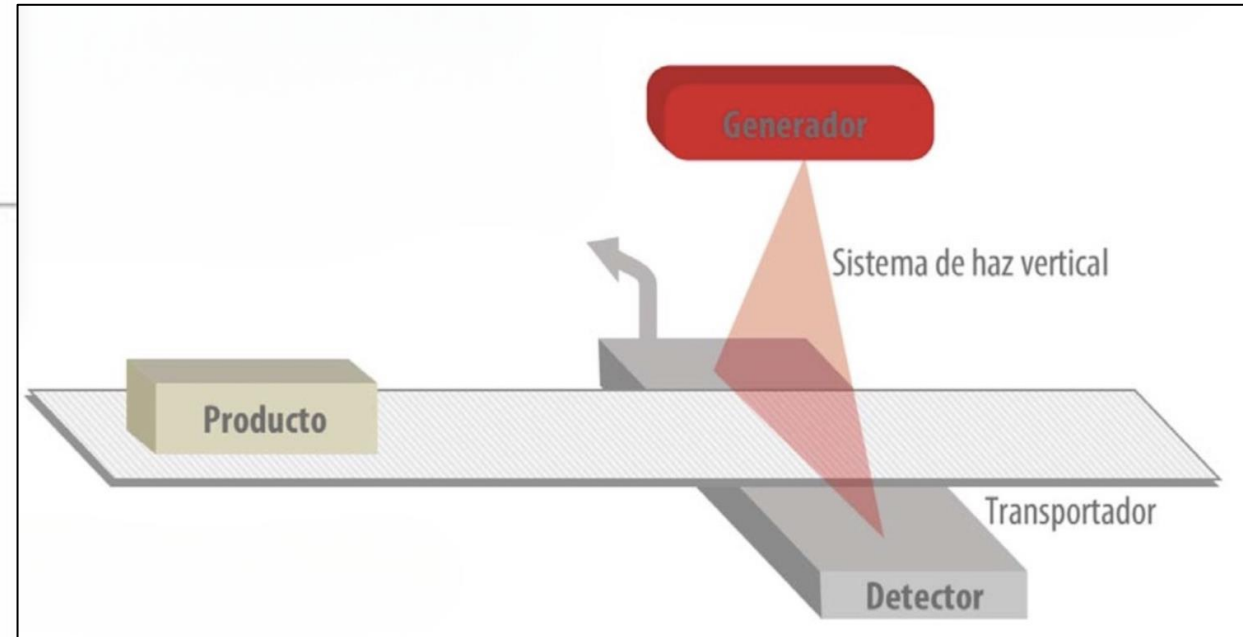 Generador
Sistema de haz vertical
Producto
Transportador
Detector